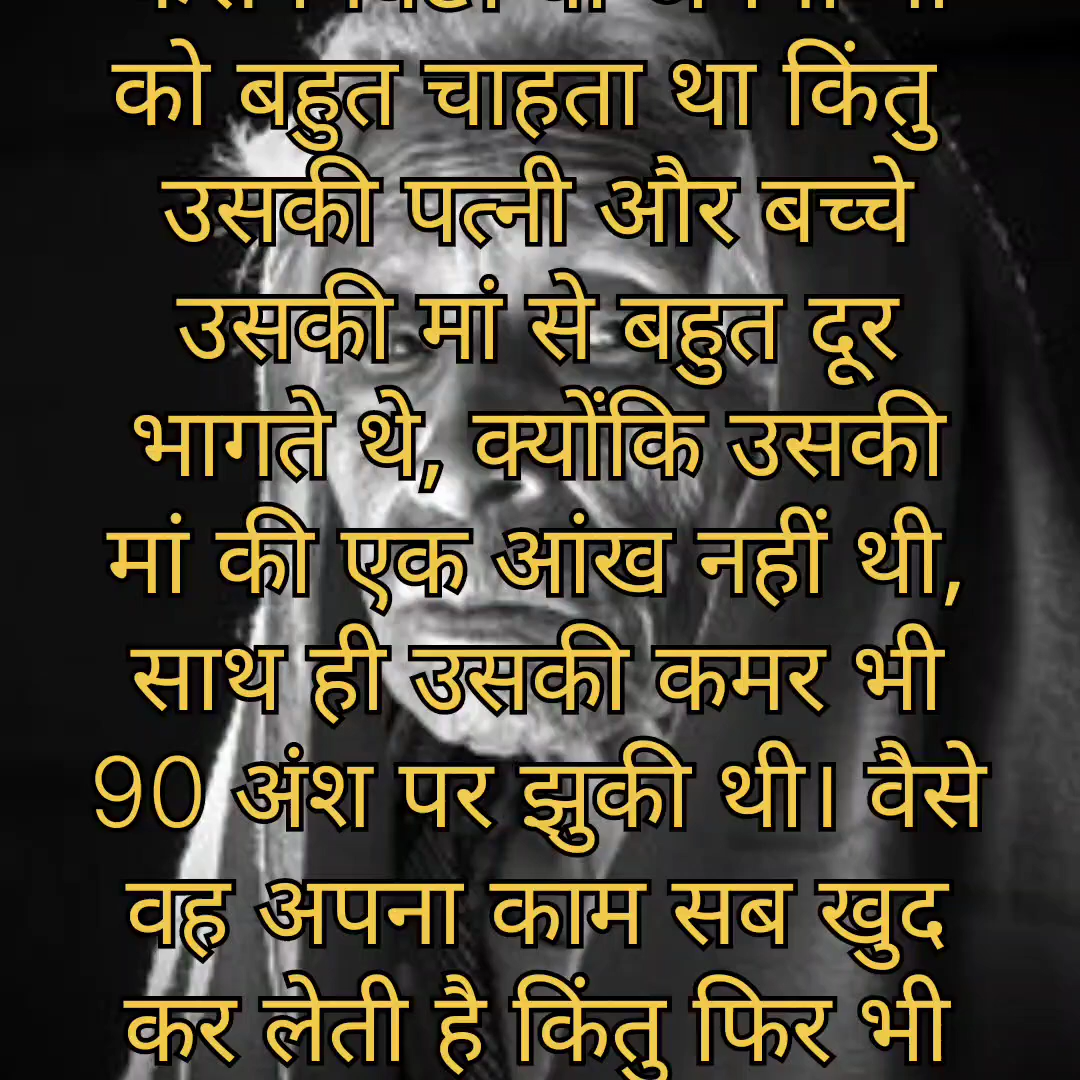 को बहुत चाहता था किंतु
उसकी पत्नी और बच्चे
उसकी मां से बहुत दूर
भागते थे, क्योंकि उसकी
मां की एक आंख नहीं थी,
साथ ही उसकी कमर भी
90 अंश पर झुकी थी। वैसे
वह अपना काम सब खुद
कर लेती है किंतु फिर भी